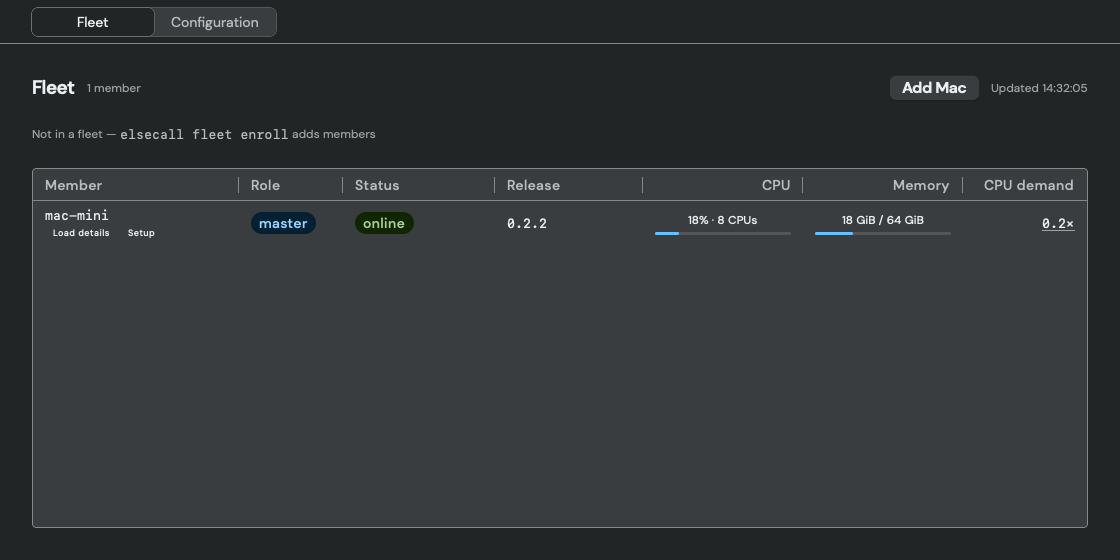 Fleet Configuration
Fleet 1 member Add Mac Updated 14:32:05
Not in a fleet — elsecall fleet enroll adds members
Member Role Status Release CPU Memory CPU demand
mac-mini master online 0.2.2 18% · 8 CPUs 18 GiB / 64 GiB 0.2×
Load details Setup